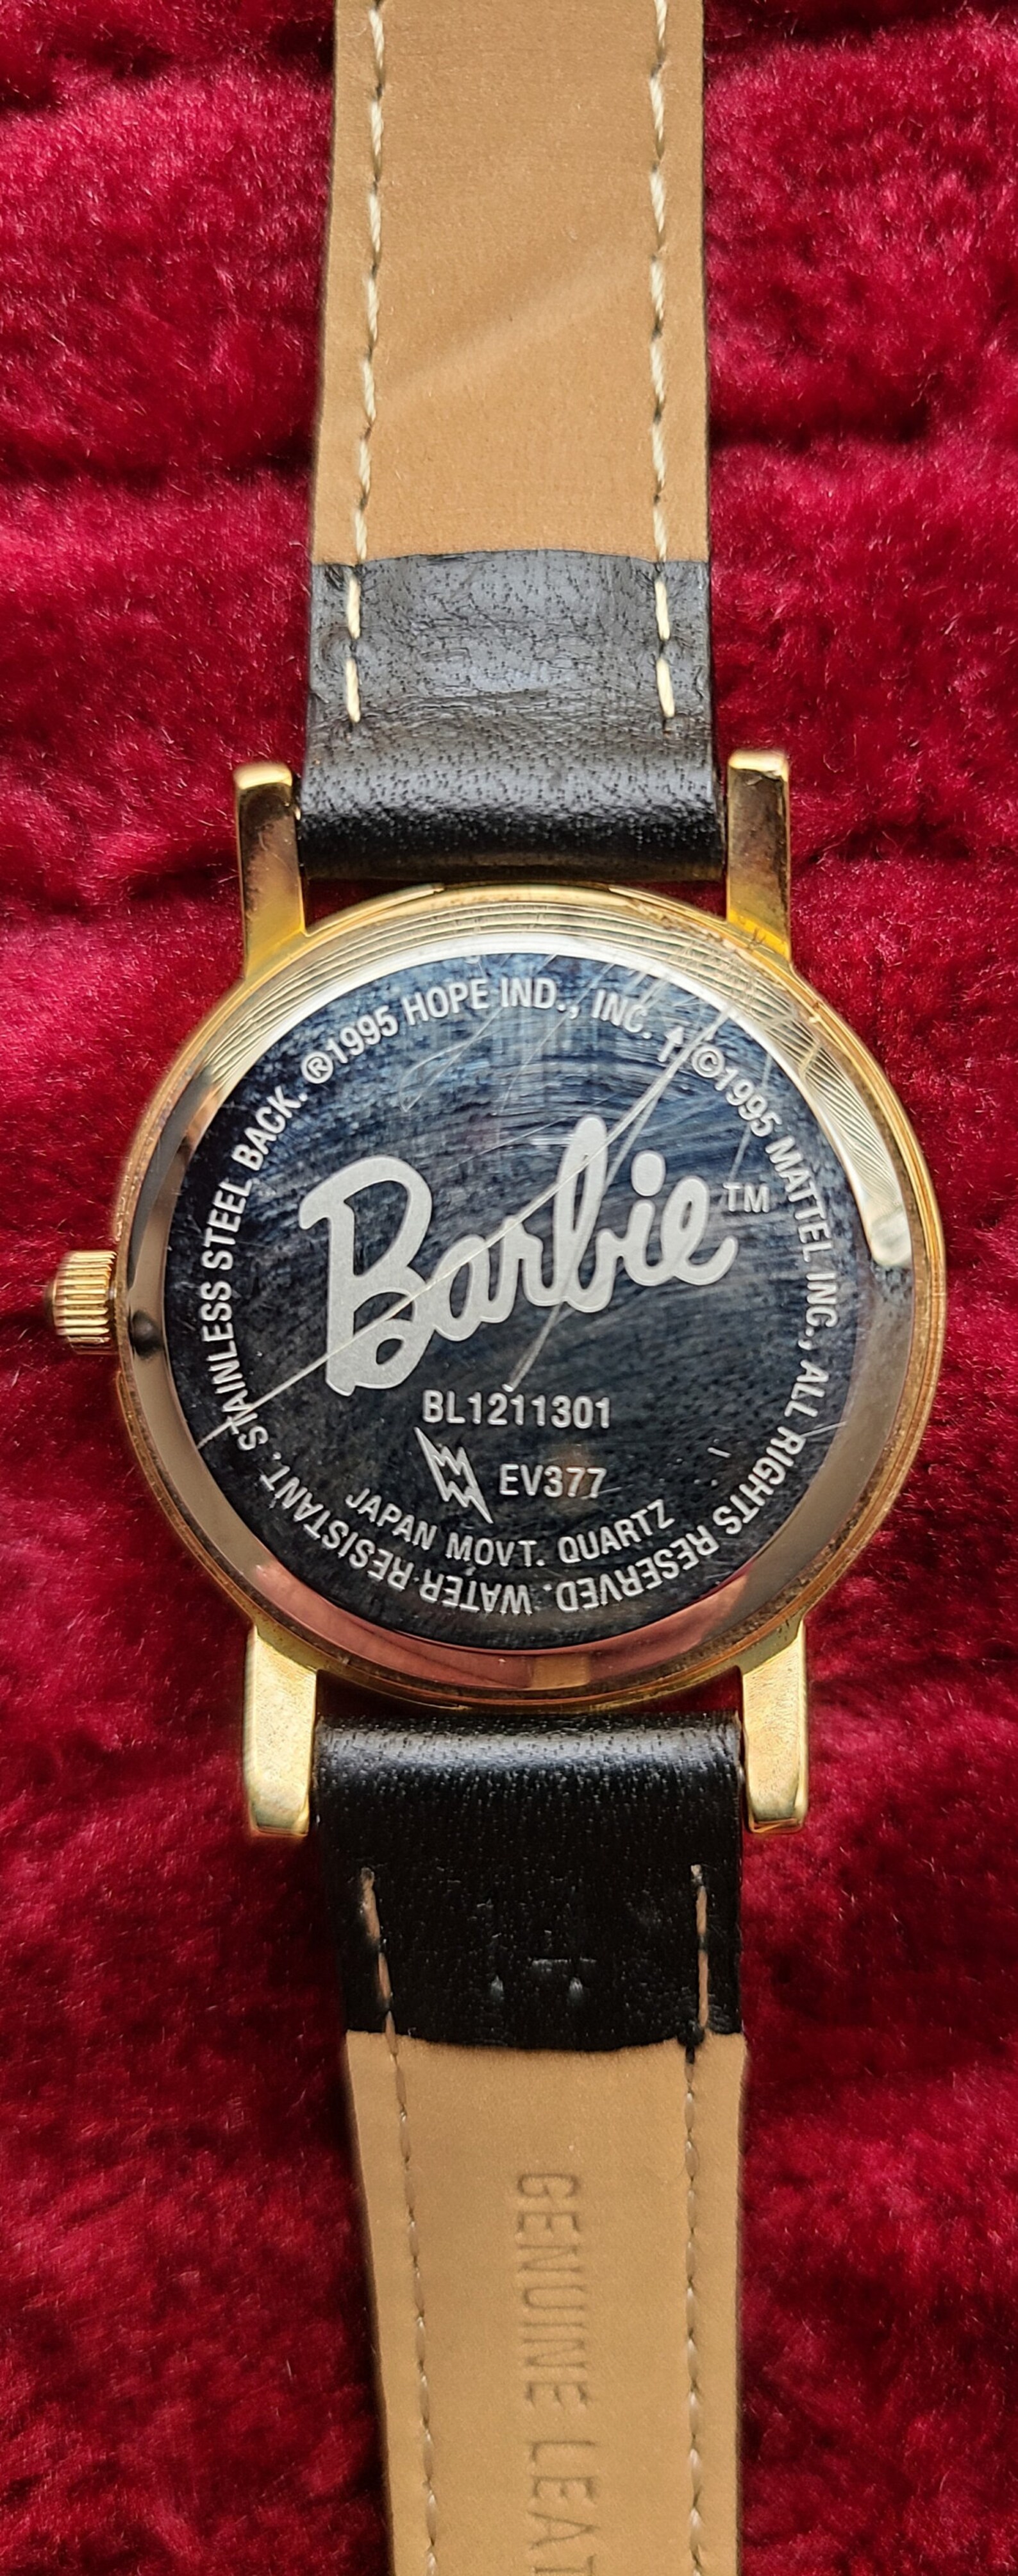 ®1995 HOPE IND., INC. ©1995 MATTEL INC., ALL RIGHTS RESERVED. WATER RESISTANT. STAINLESS STEEL BACK.
Barbie™
BL1211301
EV377
JAPAN MOVT. QUARTZ
GENUINE LEAT